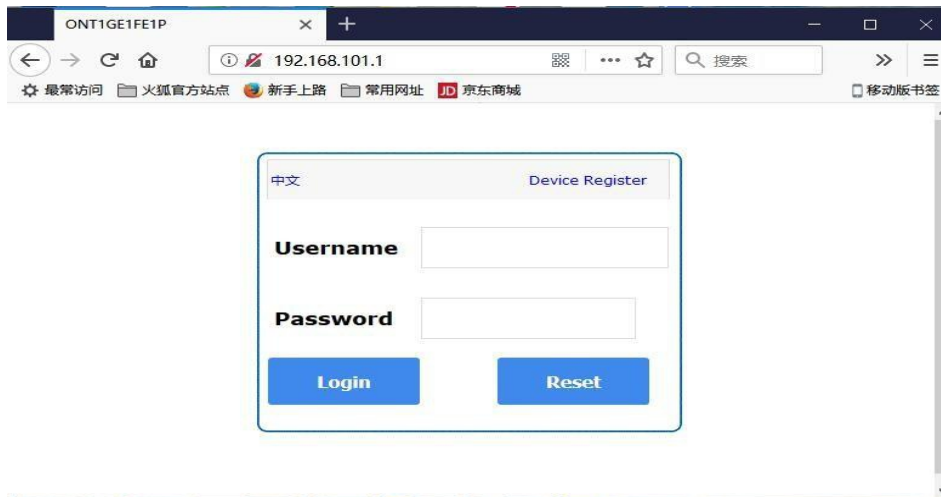 ONT1GE1FE1P
192.168.101.1
搜索
最常访问 火狐官方站点 新手上路 常用网址 JD 京东商城 移动版书签
中文 Device Register
Username
Password
Login Reset